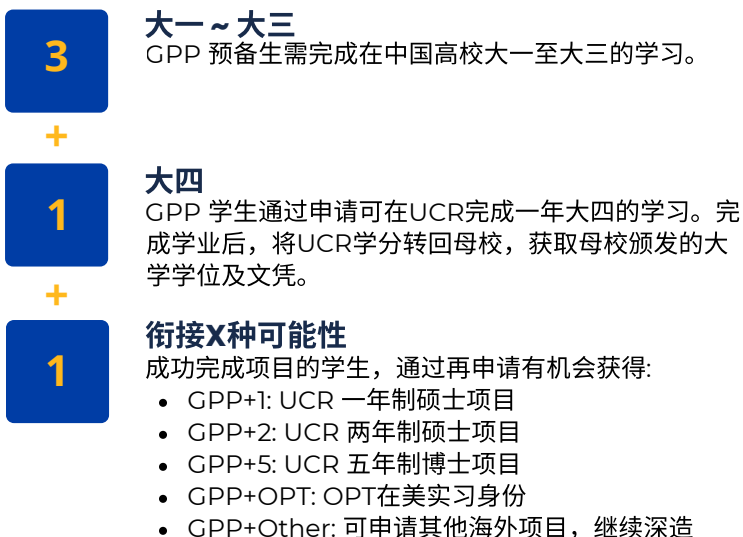 3
大一 ~ 大三
GPP 预备生需完成在中国高校大一至大三的学习。
+
1
大四
GPP 学生通过申请可在UCR完成一年大四的学习。完
成学业后，将UCR学分转回母校，获取母校颁发的大
学学位及文凭。
+
1
衔接X种可能性
成功完成项目的学生，通过再申请有机会获得:
• GPP+1: UCR 一年制硕士项目
• GPP+2: UCR 两年制硕士项目
• GPP+5: UCR 五年制博士项目
• GPP+OPT: OPT在美实习身份
• GPP+Other: 可申请其他海外项目，继续深造